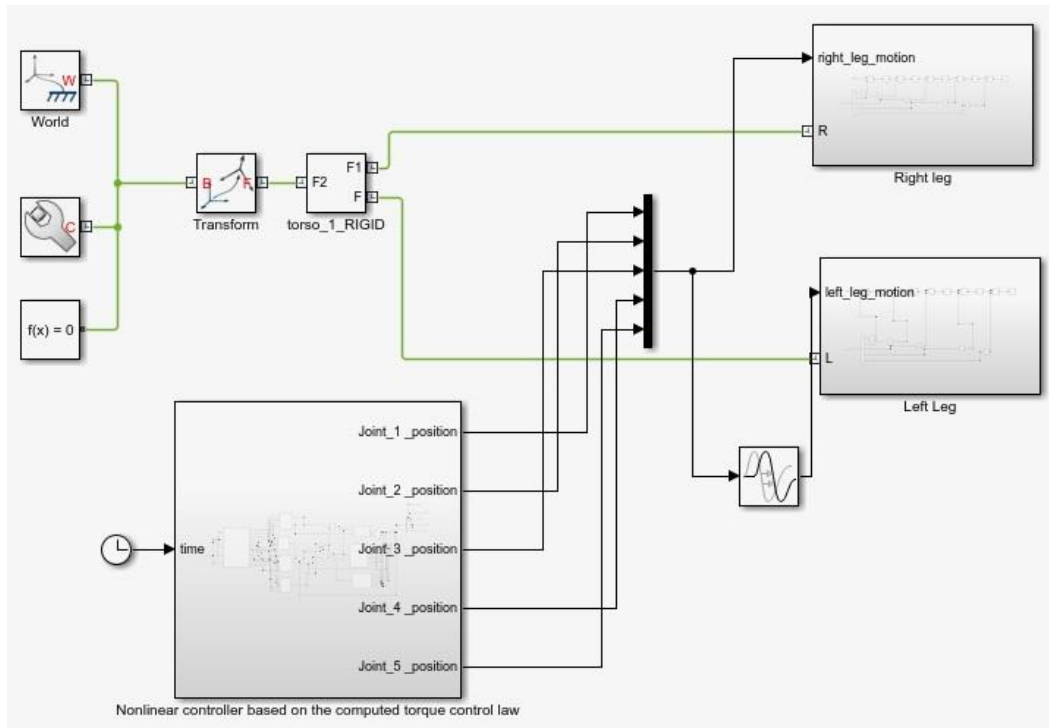 right_leg_motion
R
Right leg
W
World
B
F
Transform
F2
F1
F
torso_1_RIGID
C
f(x) = 0
left_leg_motion
L
Left Leg
Joint_1 _position
Joint_2 _position
time
Joint_3 _position
Joint_4 _position
Joint_5 _position
Nonlinear controller based on the computed torque control law